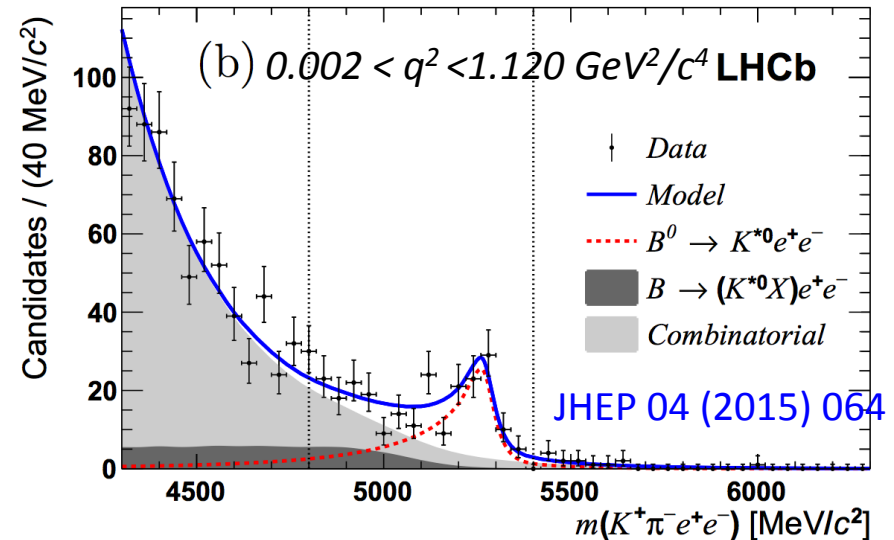 (b) 0.002 < q² <1.120 GeV²/c⁴ LHCb
Candidates / (40 MeV/c²)
100
80
60
40
20
0
Data
Model
B⁰ → K*⁰e⁺e⁻
B → (K*⁰X)e⁺e⁻
Combinatorial
JHEP 04 (2015) 064
4500 5000 5500 6000
m(K⁺π⁻e⁺e⁻) [MeV/c²]